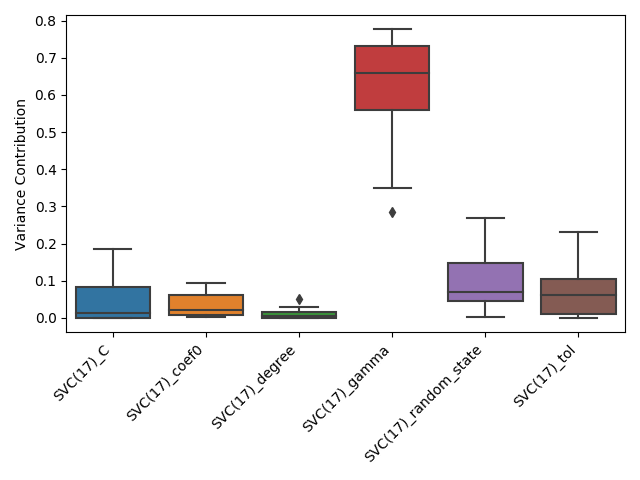 Variance Contribution
0.8
0.7
0.6
0.5
0.4
0.3
0.2
0.1
0.0
SVC(17)_C
SVC(17)_coef0
SVC(17)_degree
SVC(17)_gamma
SVC(17)_random_state
SVC(17)_tol